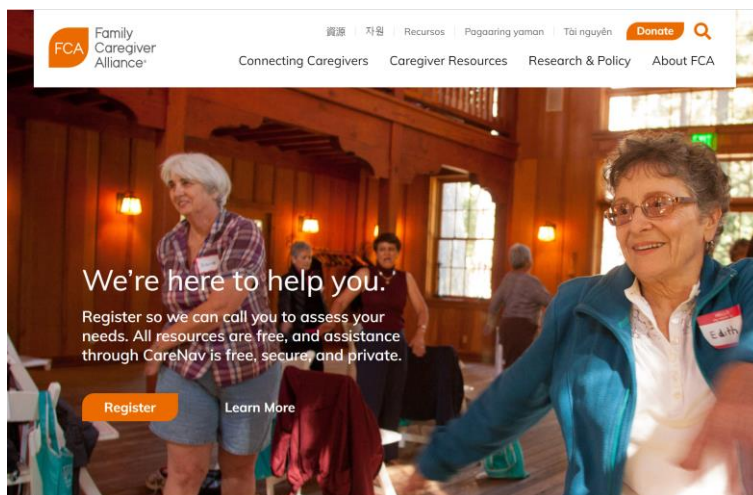 FCA
Family
Caregiver
Alliance
資源 자원 Recursos Pagaaring yaman Tài nguyên Donate
Connecting Caregivers Caregiver Resources Research & Policy About FCA
EXIT
We're here to help you.
Register so we can call you to assess your
needs. All resources are free, and assistance
through CareNav is free, secure, and private.
Register Learn More
Edith